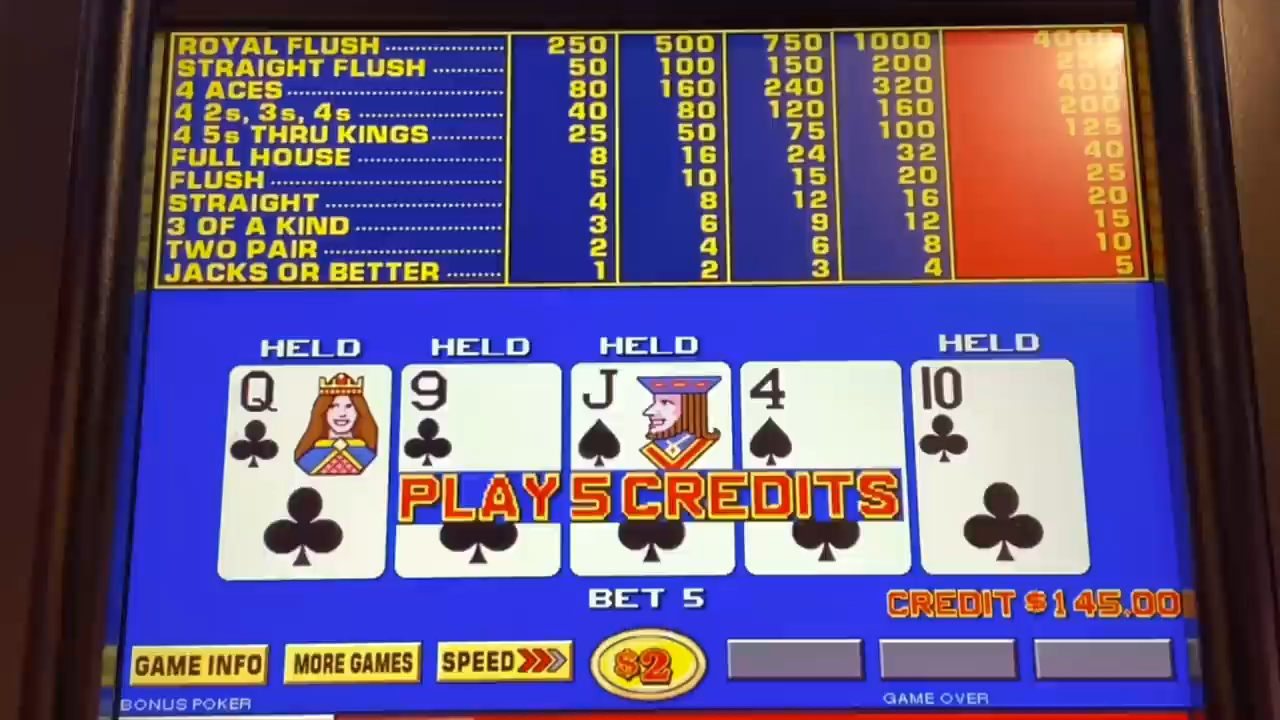 ROYAL FLUSH 250 500 750 1000 4000
STRAIGHT FLUSH 50 100 150 200 250
4 ACES 80 160 240 320 400
4 2s, 3s, 4s 40 80 120 160 200
4 5s THRU KINGS 25 50 75 100 125
FULL HOUSE 8 16 24 32 40
FLUSH 5 10 15 20 25
STRAIGHT 4 8 12 16 20
3 OF A KIND 3 6 9 12 15
TWO PAIR 2 4 6 8 10
JACKS OR BETTER 1 2 3 4 5
HELD HELD HELD HELD
Q 9 J 4 10
PLAY 5 CREDITS
BET 5
CREDIT $145.00
GAME INFO MORE GAMES SPEED $2
BONUS POKER GAME OVER